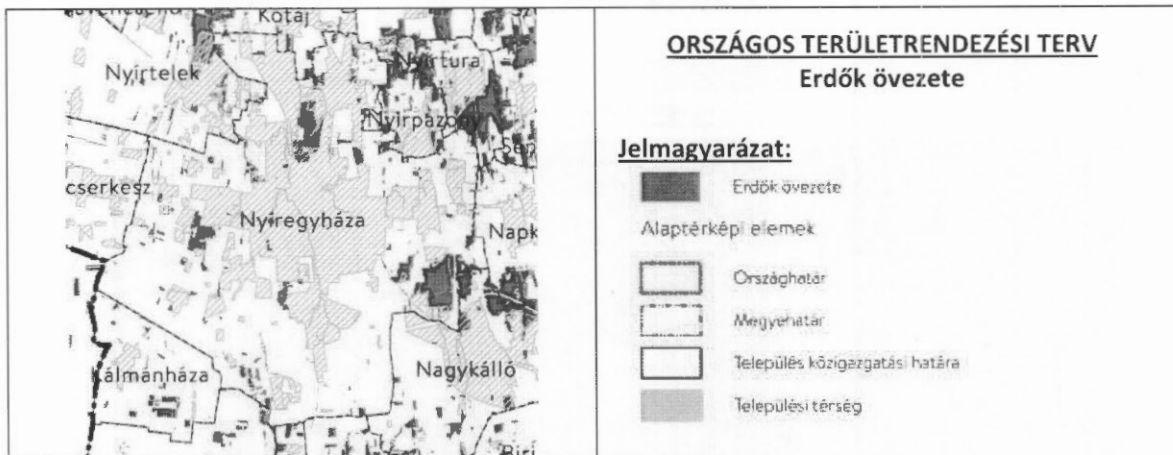 Kótaj
Nyírtelek
Nyírtura
Nyírpazony
cserkesz
Nyíregyháza
Napk
Kálmánháza
Nagykálló
Biri
ORSZÁGOS TERÜLETRENDEZÉSI TERV
Erdők övezete
Jelmagyarázat:
Erdők övezete
Alaptérképi elemek
Országhatár
Megyehatár
Település közigazgatási határa
Települési térség